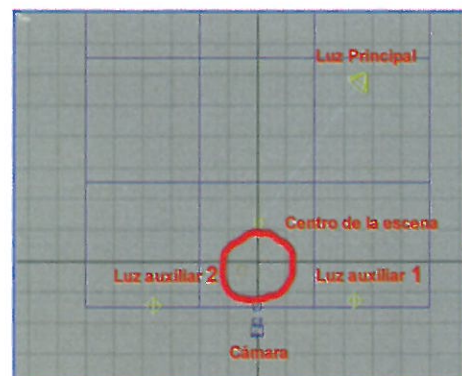 Luz Principal
Centro de la escena
Luz auxiliar 2
Luz auxiliar 1
Cámara